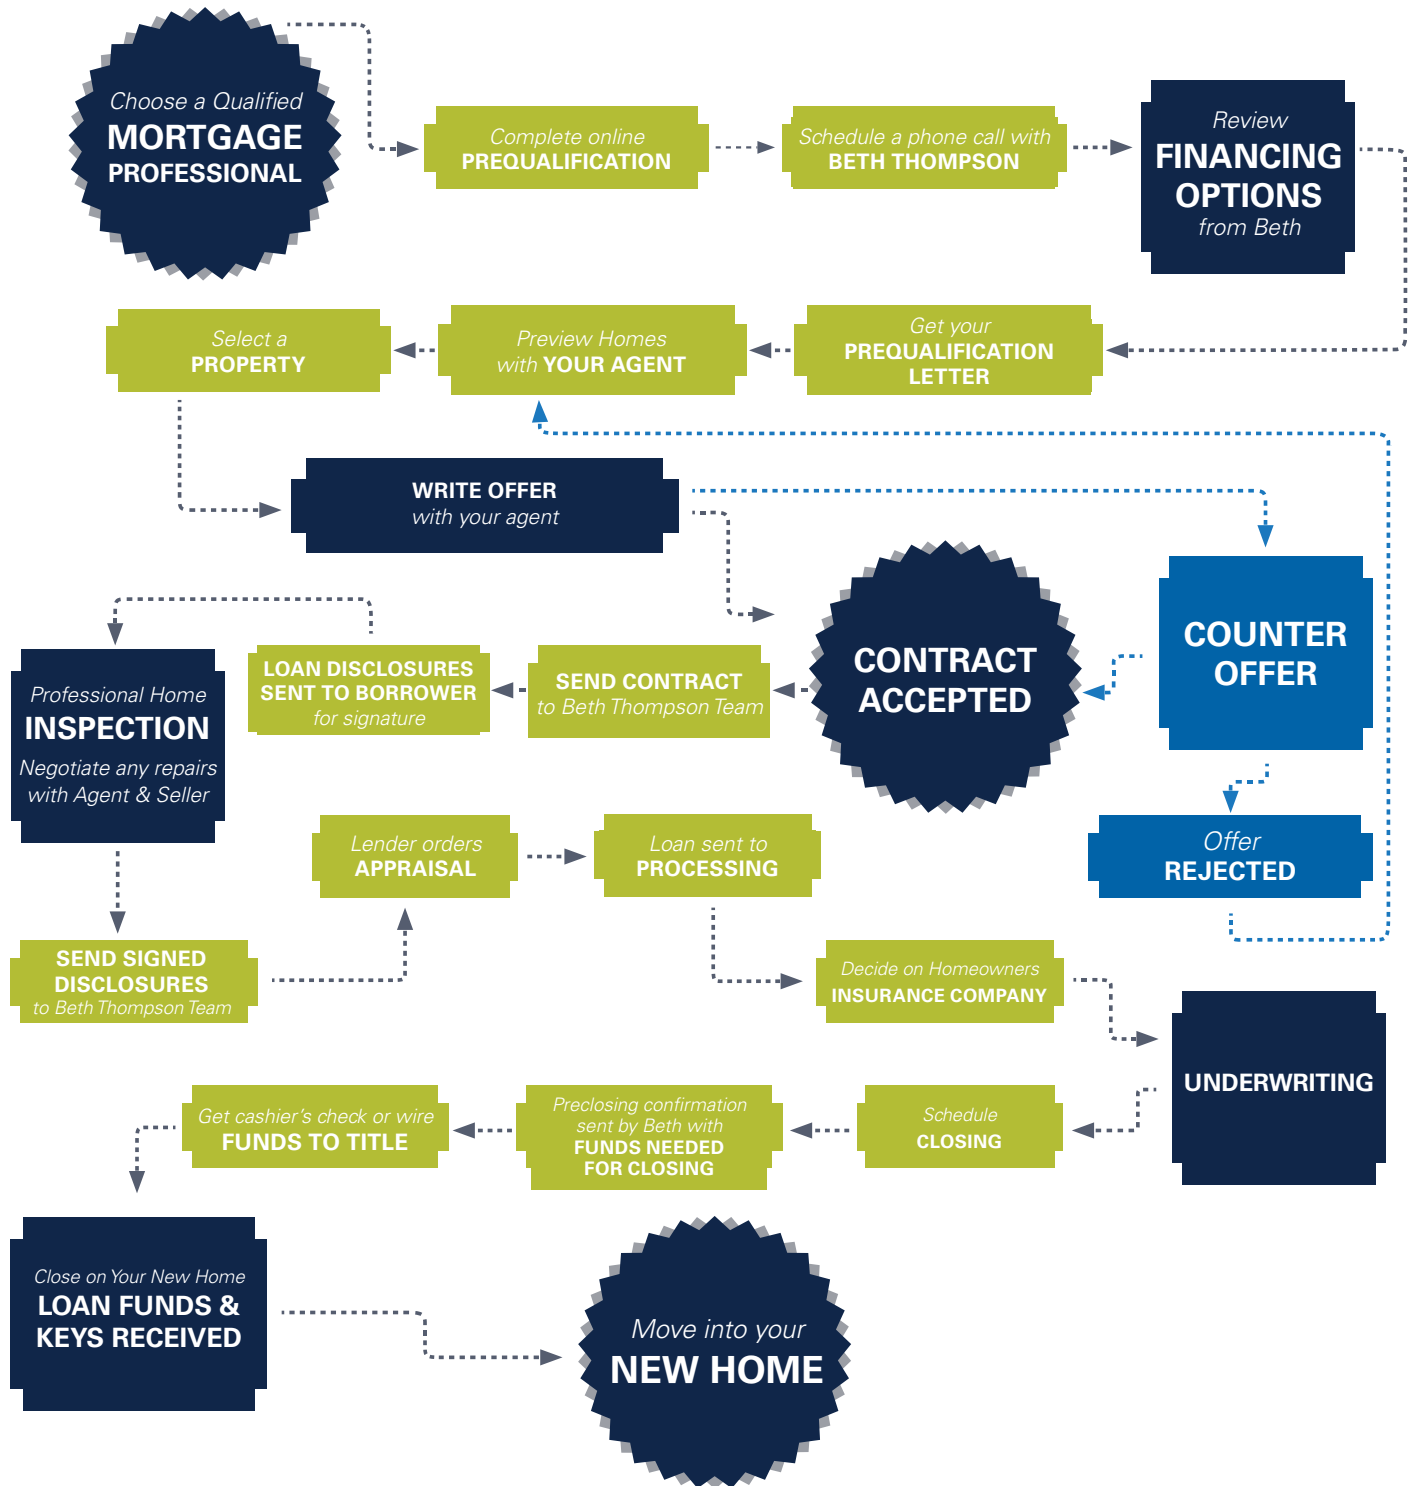 Choose a Qualified
MORTGAGE
PROFESSIONAL
Complete online
PREQUALIFICATION
Schedule a phone call with
BETH THOMPSON
Review
FINANCING
OPTIONS
from Beth
Get your
PREQUALIFICATION
LETTER
Preview Homes
with YOUR AGENT
Select a
PROPERTY
WRITE OFFER
with your agent
COUNTER
OFFER
CONTRACT
ACCEPTED
Offer
REJECTED
SEND CONTRACT
to Beth Thompson Team
LOAN DISCLOSURES
SENT TO BORROWER
for signature
Professional Home
INSPECTION
Negotiate any repairs
with Agent & Seller
SEND SIGNED
DISCLOSURES
to Beth Thompson Team
Lender orders
APPRAISAL
Loan sent to
PROCESSING
Decide on Homeowners
INSURANCE COMPANY
UNDERWRITING
Schedule
CLOSING
Preclosing confirmation
sent by Beth with
FUNDS NEEDED
FOR CLOSING
Get cashier's check or wire
FUNDS TO TITLE
Close on Your New Home
LOAN FUNDS &
KEYS RECEIVED
Move into your
NEW HOME